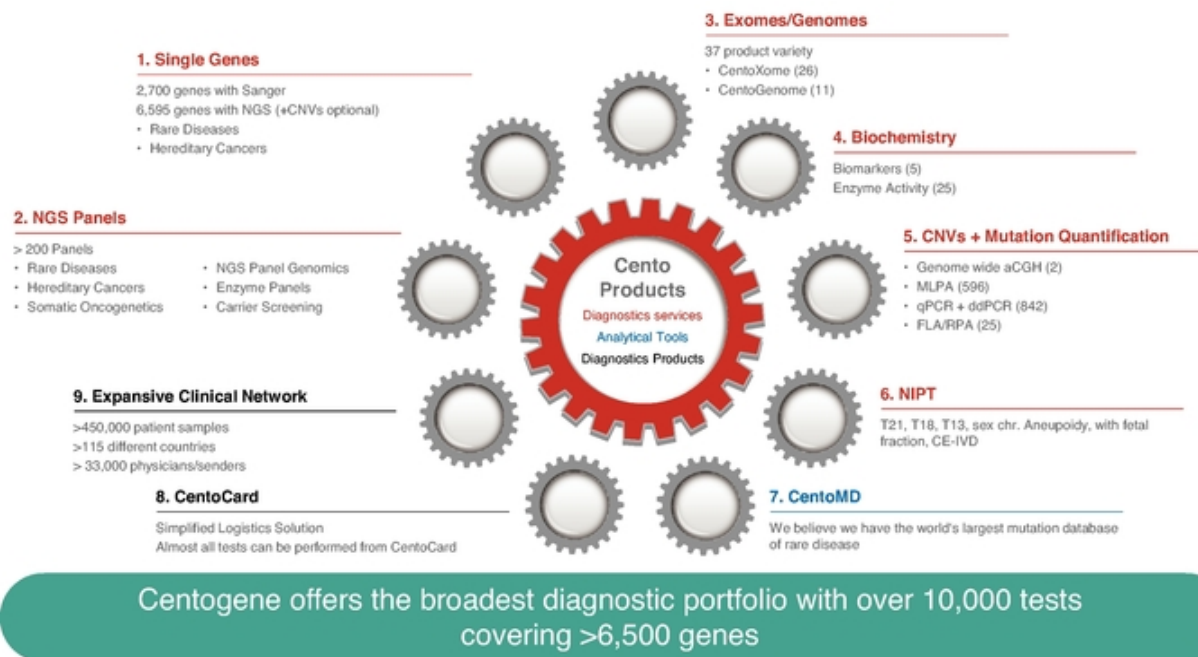 1. Single Genes
2,700 genes with Sanger
6,595 genes with NGS (+CNVs optional)
• Rare Diseases
• Hereditary Cancers
2. NGS Panels
> 200 Panels
• Rare Diseases
• Hereditary Cancers
• Somatic Oncogenetics
• NGS Panel Genomics
• Enzyme Panels
• Carrier Screening
3. Exomes/Genomes
37 product variety
• CentoXome (26)
• CentoGenome (11)
4. Biochemistry
Biomarkers (5)
Enzyme Activity (25)
5. CNVs + Mutation Quantification
• Genome wide aCGH (2)
• MLPA (596)
• qPCR + ddPCR (842)
• FLA/RPA (25)
6. NIPT
T21, T18, T13, sex chr. Aneupoidy, with fetal
fraction, CE-IVD
7. CentoMD
We believe we have the world's largest mutation database
of rare disease
8. CentoCard
Simplified Logistics Solution
Almost all tests can be performed from CentoCard
9. Expansive Clinical Network
>450,000 patient samples
>115 different countries
> 33,000 physicians/senders
Cento
Products
Diagnostics services
Analytical Tools
Diagnostics Products
Centogene offers the broadest diagnostic portfolio with over 10,000 tests
covering >6,500 genes